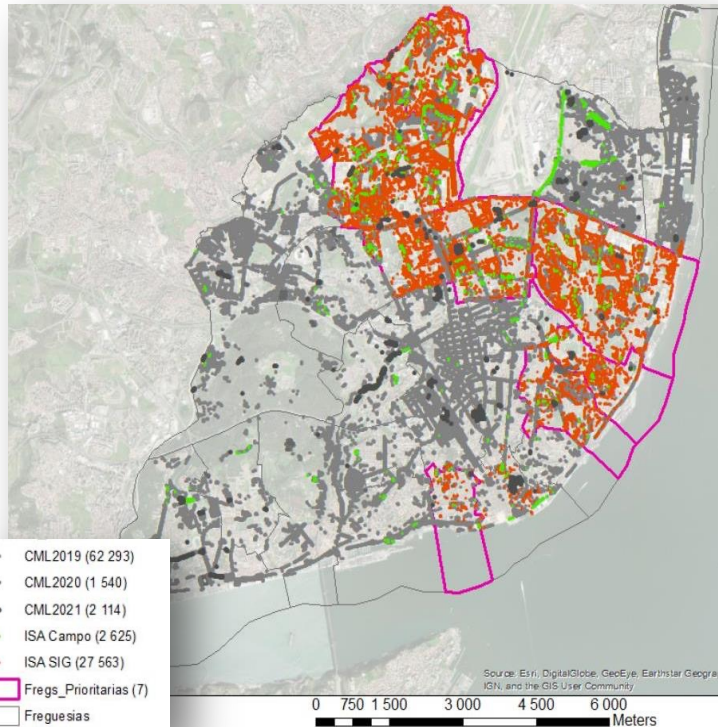 CML2019 (62 293)
CML2020 (1 540)
CML2021 (2 114)
ISA Campo (2 625)
ISA SIG (27 563)
Fregs_Prioritarias (7)
Freguesias
Source: Esri, DigitalGlobe, GeoEye, Earthstar Geogra
IGN, and the GIS User Community
0 750 1 500 3 000 4 500 6 000
Meters